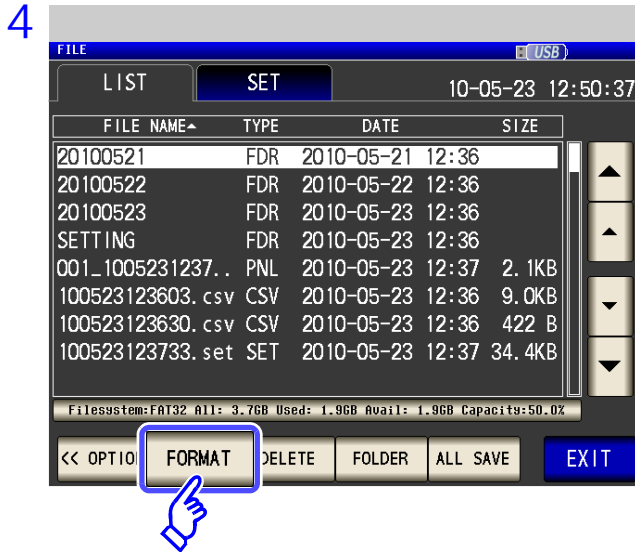 4
FILE USB
LIST SET 10-05-23 12:50:37
FILE NAME TYPE DATE SIZE
20100521 FDR 2010-05-21 12:36
20100522 FDR 2010-05-22 12:36
20100523 FDR 2010-05-23 12:36
SETTING FDR 2010-05-23 12:36
001_1005231237.. PNL 2010-05-23 12:37 2.1KB
100523123603.csv CSV 2010-05-23 12:36 9.0KB
100523123630.csv CSV 2010-05-23 12:36 422 B
100523123733.set SET 2010-05-23 12:37 34.4KB
Filesystem:FAT32 All: 3.7GB Used: 1.9GB Avail: 1.9GB Capacity:50.0%
<< OPTIO FORMAT DELETE FOLDER ALL SAVE EXIT